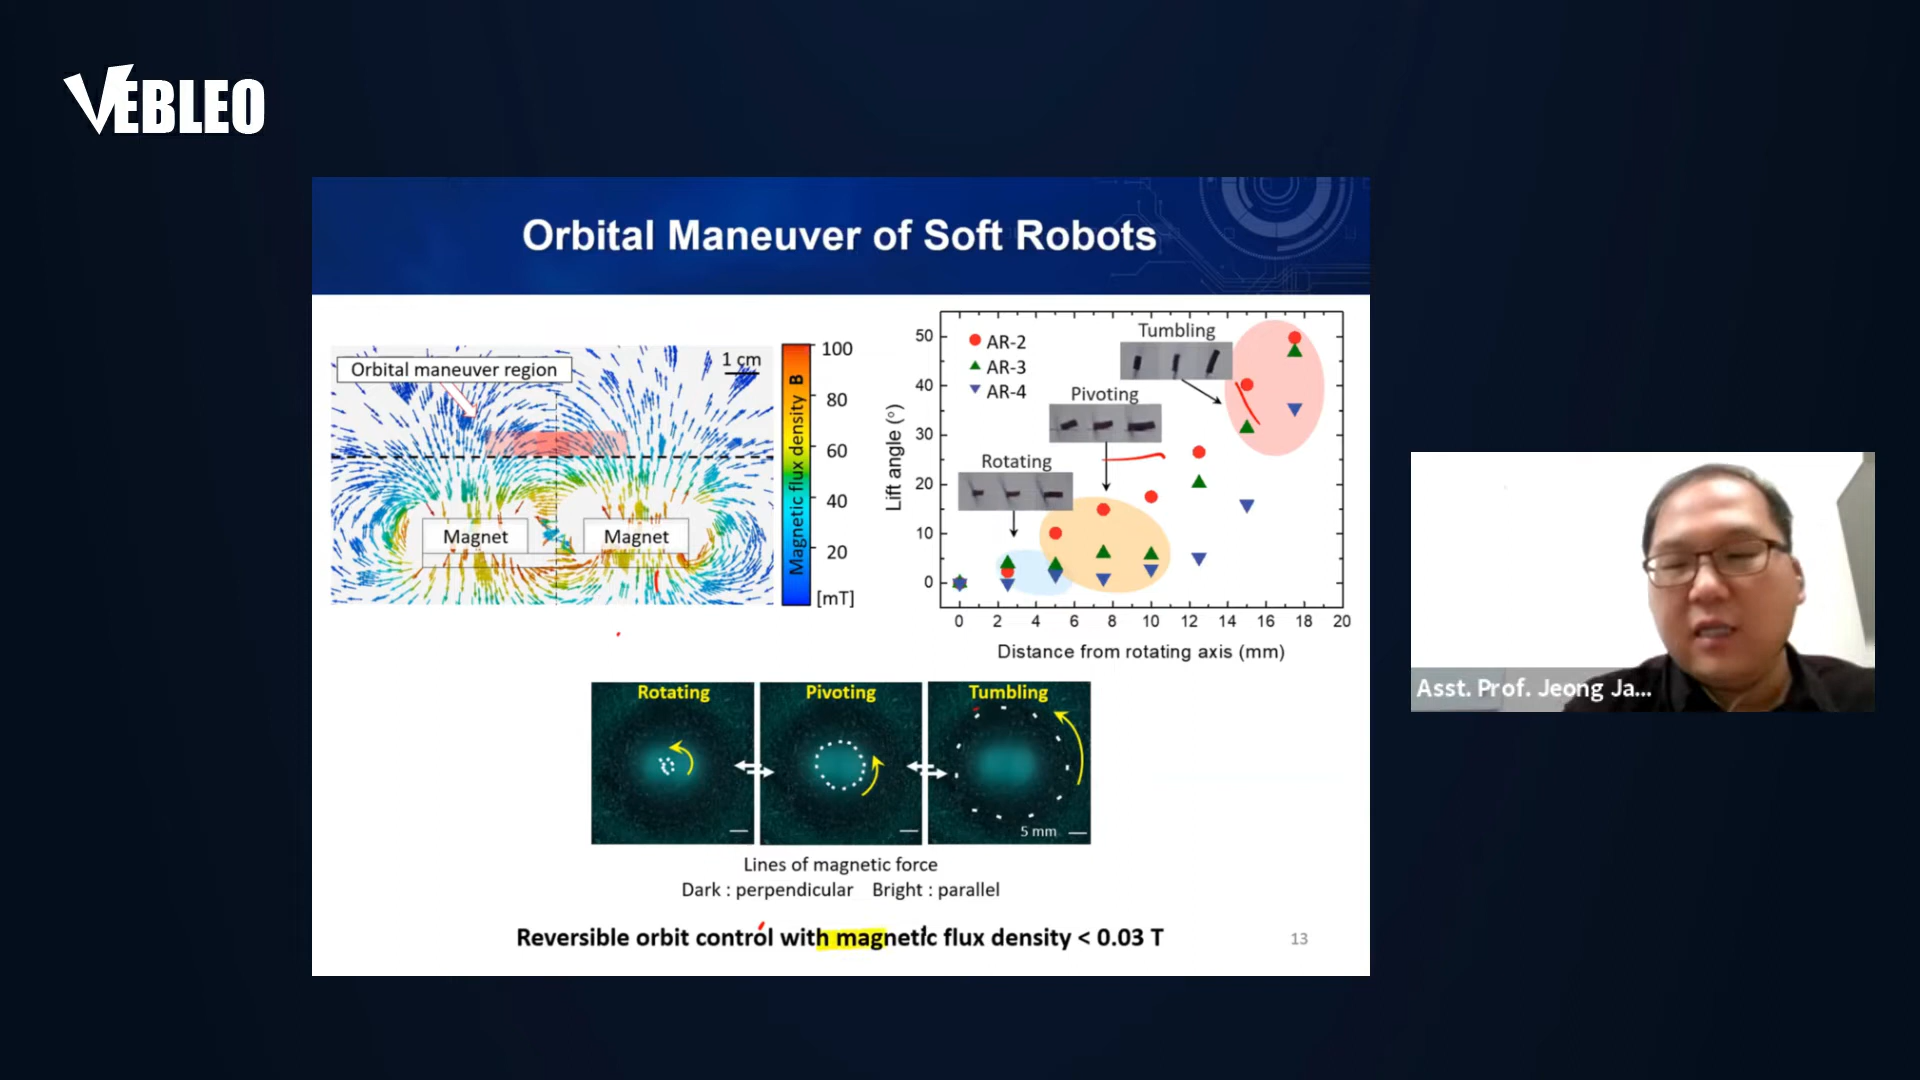 VEBLEO
Orbital Maneuver of Soft Robots
Orbital maneuver region
1 cm
Magnet
Magnet
Magnetic flux density B
100
80
60
40
20
[mT]
AR-2
AR-3
AR-4
Tumbling
Pivoting
Rotating
Lift angle (°)
50
40
30
20
10
0
0 2 4 6 8 10 12 14 16 18 20
Distance from rotating axis (mm)
Rotating
Pivoting
Tumbling
5 mm
Lines of magnetic force
Dark : perpendicular Bright : parallel
Reversible orbit control with magnetic flux density < 0.03 T
13
Asst. Prof. Jeong Ja...